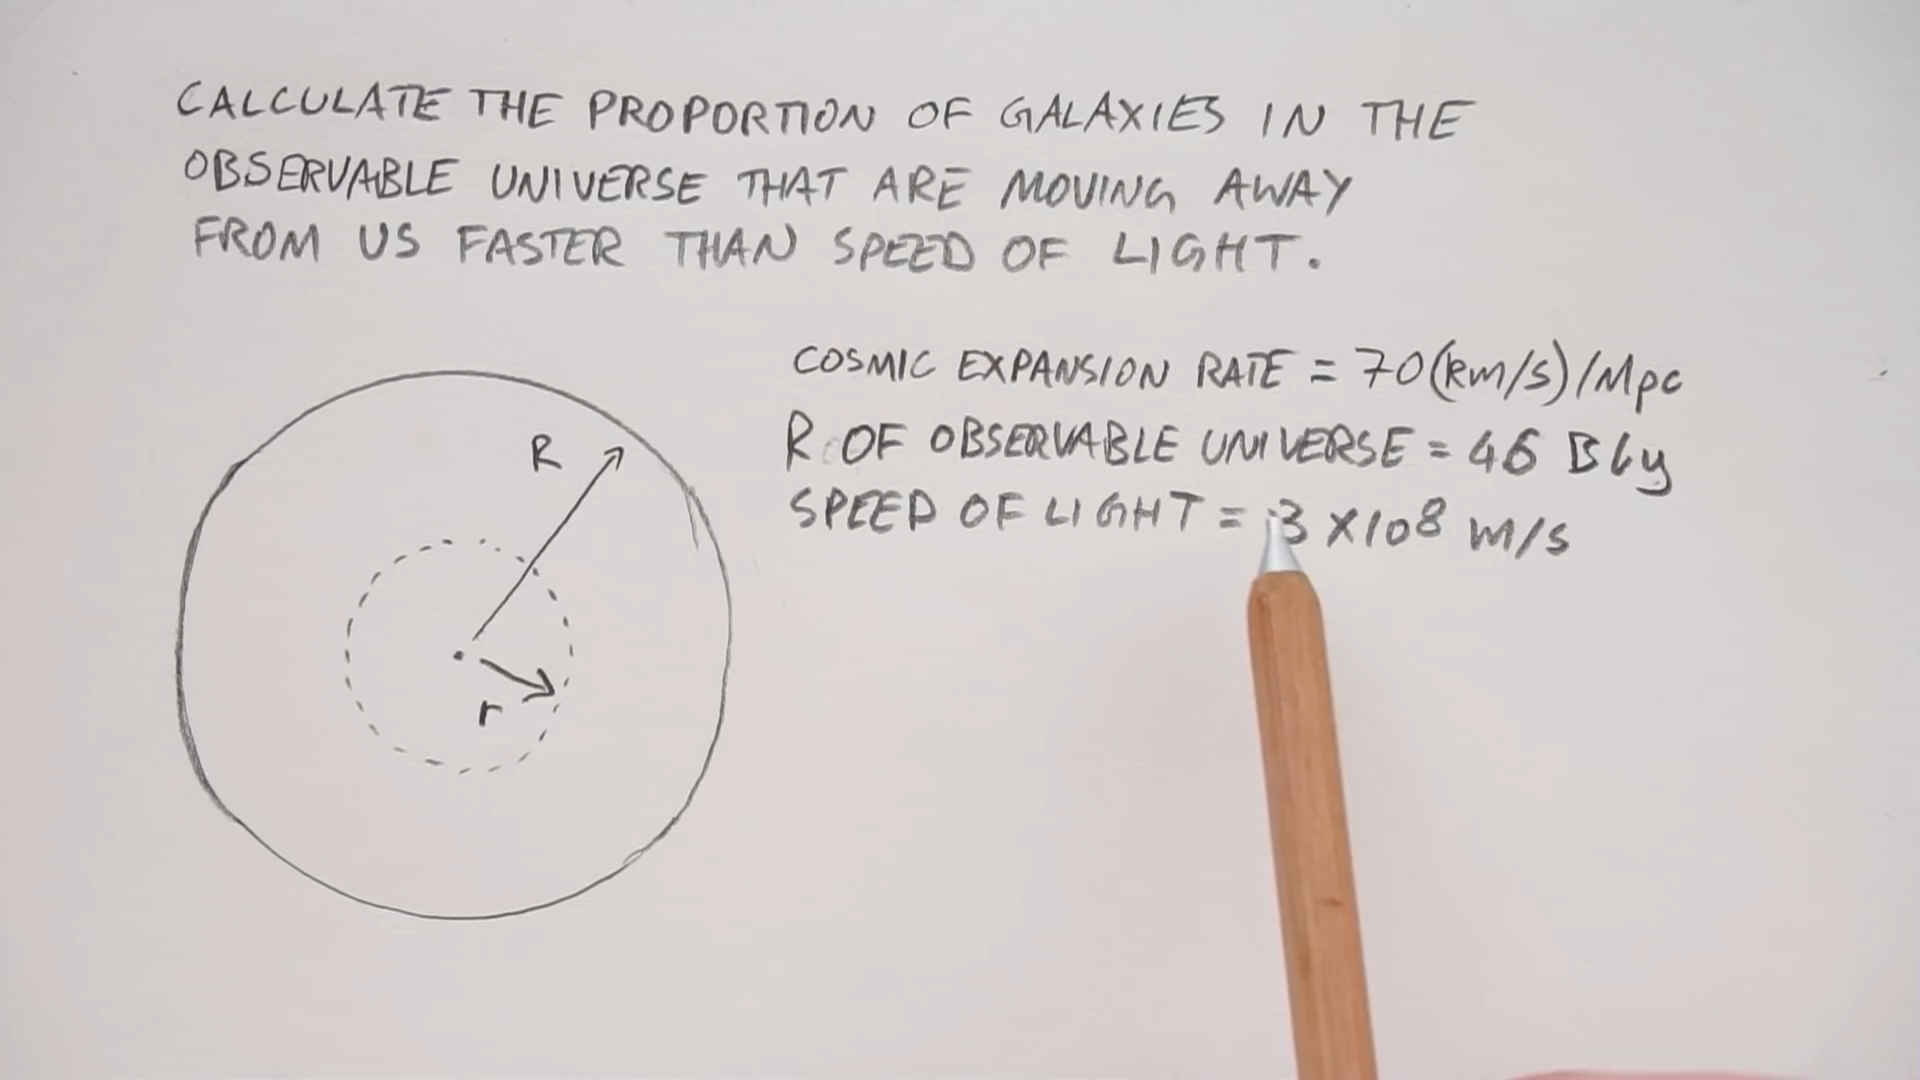 CALCULATE THE PROPORTION OF GALAXIES IN THE
OBSERVABLE UNIVERSE THAT ARE MOVING AWAY
FROM US FASTER THAN SPEED OF LIGHT.
COSMIC EXPANSION RATE = 70(km/s)/Mpc
R OF OBSERVABLE UNIVERSE = 46 Bly
SPEED OF LIGHT = 3 ×10⁸ m/s
R
r